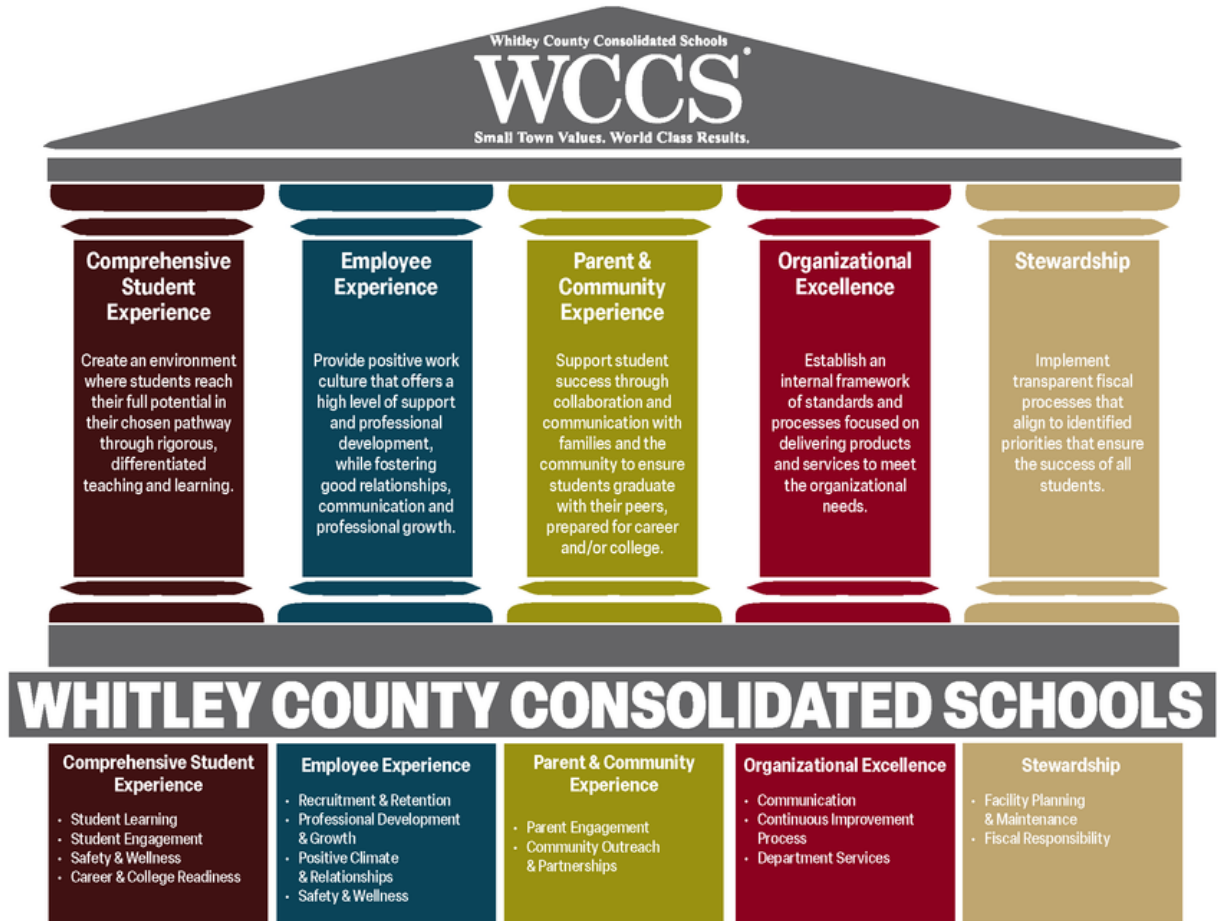 Whitley County Consolidated Schools
WCCS
Small Town Values. World Class Results.
Comprehensive
Student
Experience
Create an environment
where students reach
their full potential in
their chosen pathway
through rigorous,
differentiated
teaching and learning.
Employee
Experience
Provide positive work
culture that offers a
high level of support
and professional
development,
while fostering
good relationships,
communication and
professional growth.
Parent &
Community
Experience
Support student
success through
collaboration and
communication with
families and the
community to ensure
students graduate
with their peers,
prepared for career
and/or college.
Organizational
Excellence
Establish an
internal framework
of standards and
processes focused on
delivering products
and services to meet
the organizational
needs.
Stewardship
Implement
transparent fiscal
processes that
align to identified
priorities that ensure
the success of all
students.
WHITLEY COUNTY CONSOLIDATED SCHOOLS
Comprehensive Student
Experience
• Student Learning
• Student Engagement
• Safety & Wellness
• Career & College Readiness
Employee Experience
• Recruitment & Retention
• Professional Development
& Growth
• Positive Climate
& Relationships
• Safety & Wellness
Parent & Community
Experience
• Parent Engagement
• Community Outreach
& Partnerships
Organizational Excellence
• Communication
• Continuous Improvement
Process
• Department Services
Stewardship
• Facility Planning
& Maintenance
• Fiscal Responsibility